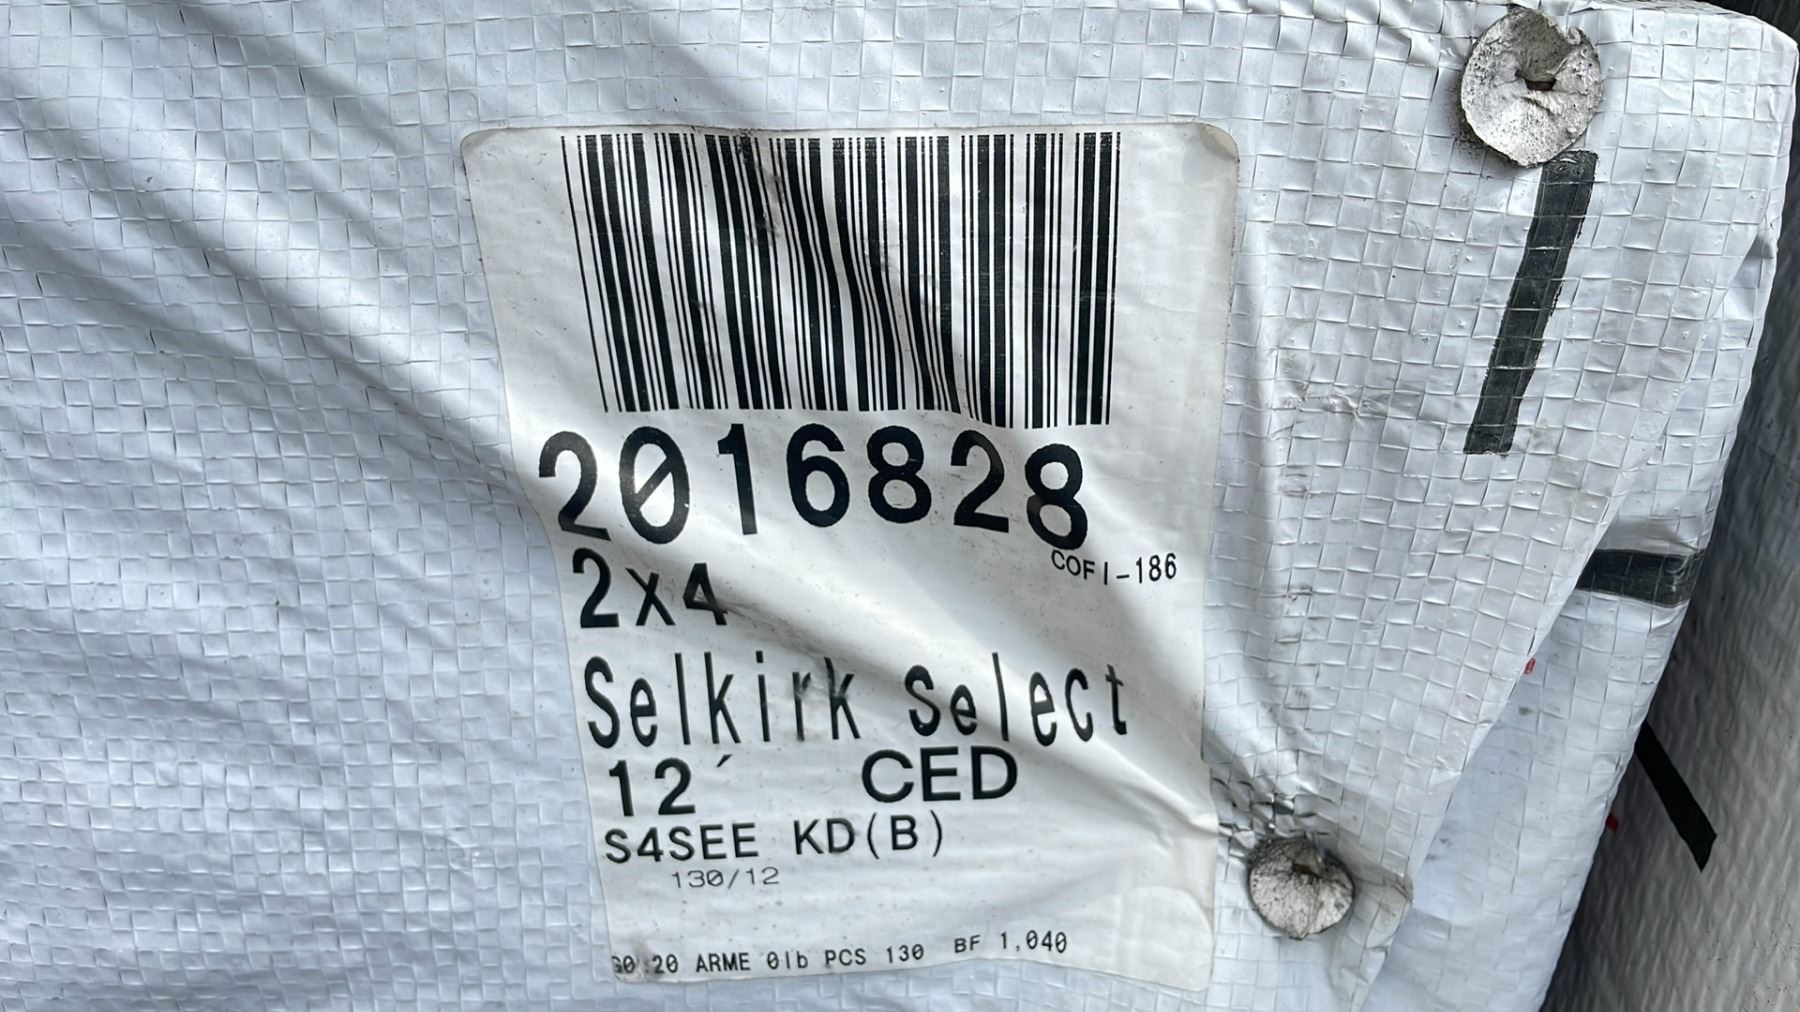 2016828
COFI-186
2x4
Selkirk Select
12´ CED
S4SEE KD(B)
130/12
:20 ARME 0lb PCS 130 BF 1,040